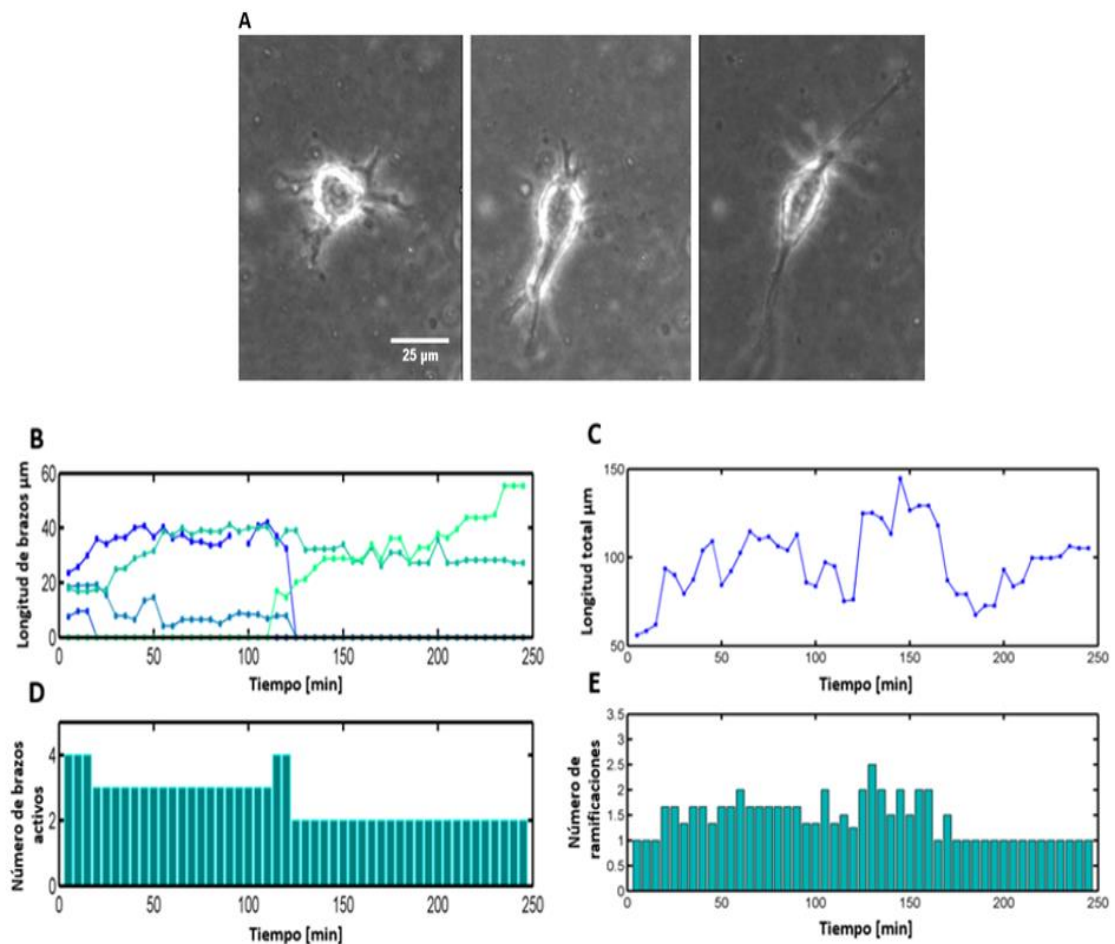 A
25 µm
B
Longitud de brazos µm
60
40
20
0
0 50 100 150 200 250
Tiempo [min]
C
Longitud total µm
150
100
50
0 50 100 150 200 250
Tiempo [min]
D
Número de brazos
activos
4
2
0
0 50 100 150 200 250
Tiempo [min]
E
Número de
ramificaciones
3.5
3
2.5
2
1.5
1
0.5
0
0 50 100 150 200 250
Tiempo [min]